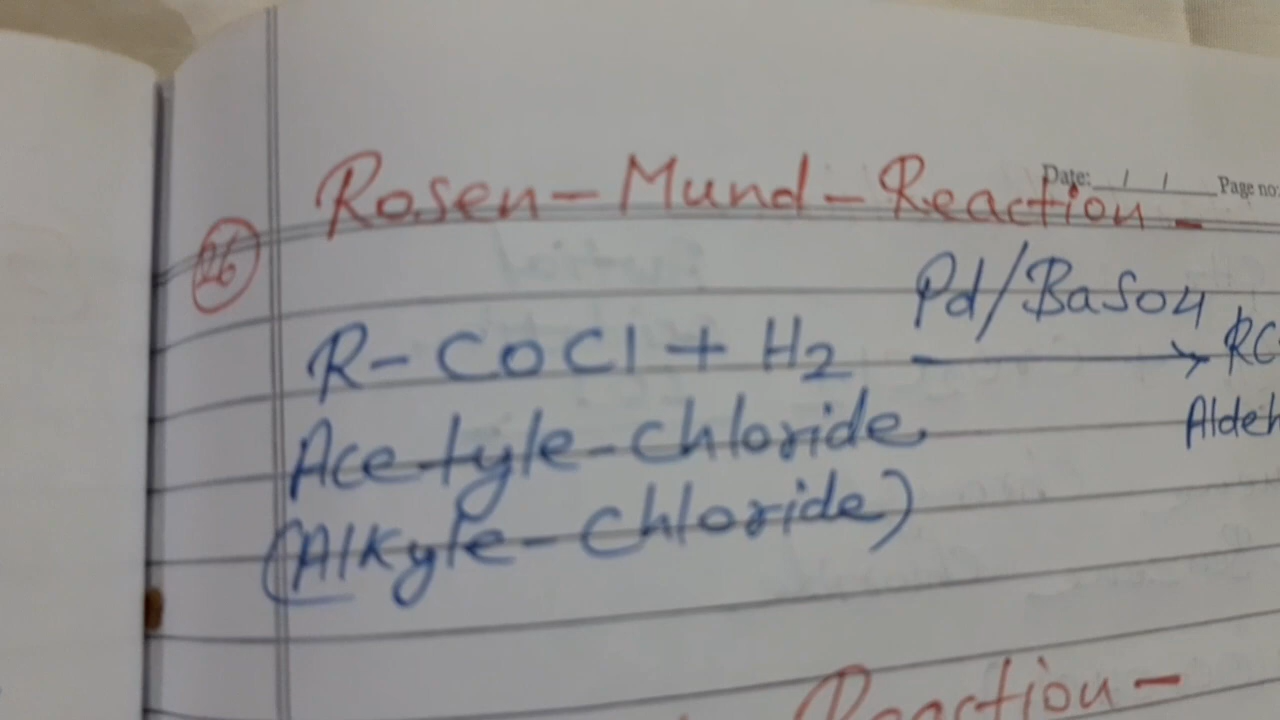 Date: / / Page no:
Rosen-Mund-Reaction-
26
Pd/BaSO4
R-COCl + H2 → RC
Acetyle-chloride Aldeh
(Alkyle-chloride)
Reaction-